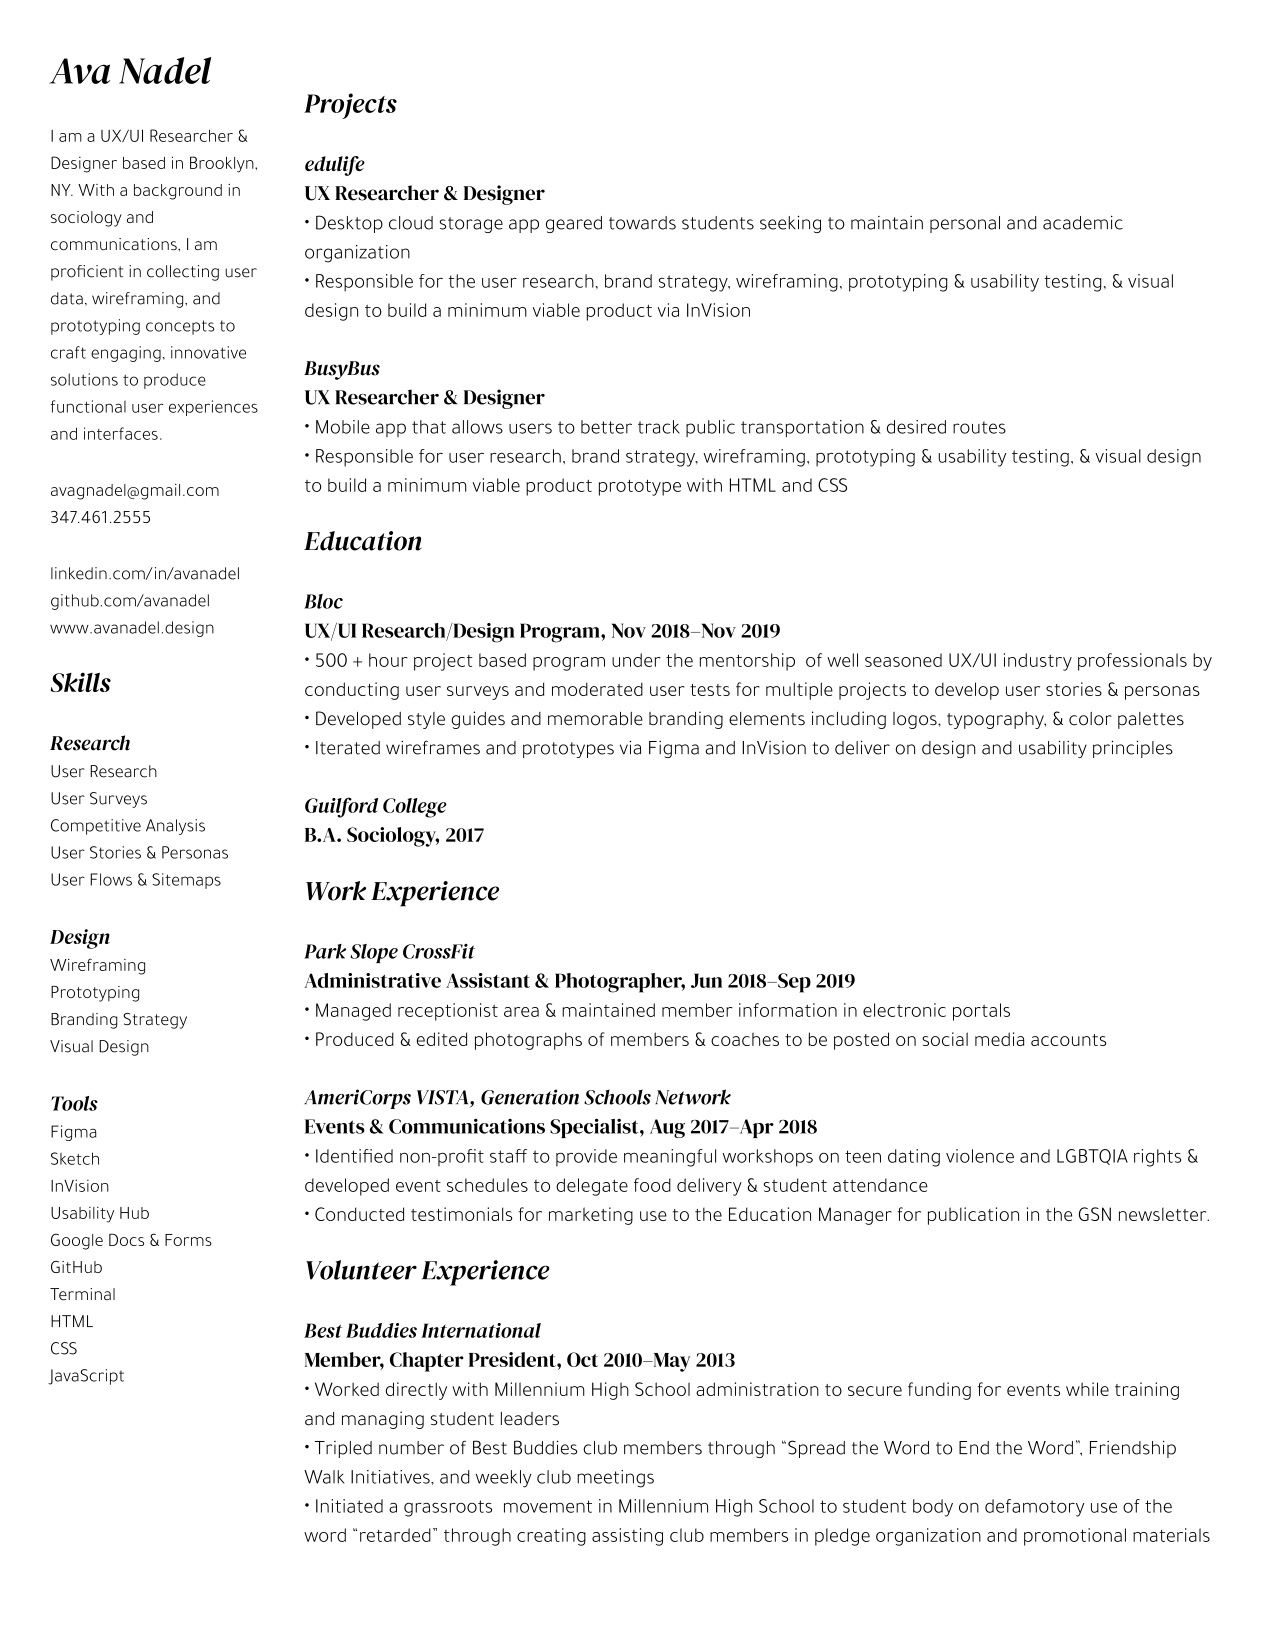 Ava Nadel
I am a UX/UI Researcher &
Designer based in Brooklyn,
NY. With a background in
sociology and
communications, I am
proficient in collecting user
data, wireframing, and
prototyping concepts to
craft engaging, innovative
solutions to produce
functional user experiences
and interfaces.
avagnadel@gmail.com
347.461.2555
linkedin.com/in/avanadel
github.com/avanadel
www.avanadel.design
Skills
Research
User Research
User Surveys
Competitive Analysis
User Stories & Personas
User Flows & Sitemaps
Design
Wireframing
Prototyping
Branding Strategy
Visual Design
Tools
Figma
Sketch
InVision
Usability Hub
Google Docs & Forms
GitHub
Terminal
HTML
CSS
JavaScript
Projects
edulife
UX Researcher & Designer
• Desktop cloud storage app geared towards students seeking to maintain personal and academic
organization
• Responsible for the user research, brand strategy, wireframing, prototyping & usability testing, & visual
design to build a minimum viable product via InVision
BusyBus
UX Researcher & Designer
• Mobile app that allows users to better track public transportation & desired routes
• Responsible for user research, brand strategy, wireframing, prototyping & usability testing, & visual design
to build a minimum viable product prototype with HTML and CSS
Education
Bloc
UX/UI Research/Design Program, Nov 2018–Nov 2019
• 500 + hour project based program under the mentorship  of well seasoned UX/UI industry professionals by
conducting user surveys and moderated user tests for multiple projects to develop user stories & personas
• Developed style guides and memorable branding elements including logos, typography, & color palettes
• Iterated wireframes and prototypes via Figma and InVision to deliver on design and usability principles
Guilford College
B.A. Sociology, 2017
Work Experience
Park Slope CrossFit
Administrative Assistant & Photographer, Jun 2018–Sep 2019
• Managed receptionist area & maintained member information in electronic portals
• Produced & edited photographs of members & coaches to be posted on social media accounts
AmeriCorps VISTA, Generation Schools Network
Events & Communications Specialist, Aug 2017–Apr 2018
• Identified non-profit staff to provide meaningful workshops on teen dating violence and LGBTQIA rights &
developed event schedules to delegate food delivery & student attendance
• Conducted testimonials for marketing use to the Education Manager for publication in the GSN newsletter.
Volunteer Experience
Best Buddies International
Member, Chapter President, Oct 2010–May 2013
• Worked directly with Millennium High School administration to secure funding for events while training
and managing student leaders
• Tripled number of Best Buddies club members through “Spread the Word to End the Word”, Friendship
Walk Initiatives, and weekly club meetings
• Initiated a grassroots  movement in Millennium High School to student body on defamotory use of the
word “retarded” through creating assisting club members in pledge organization and promotional materials